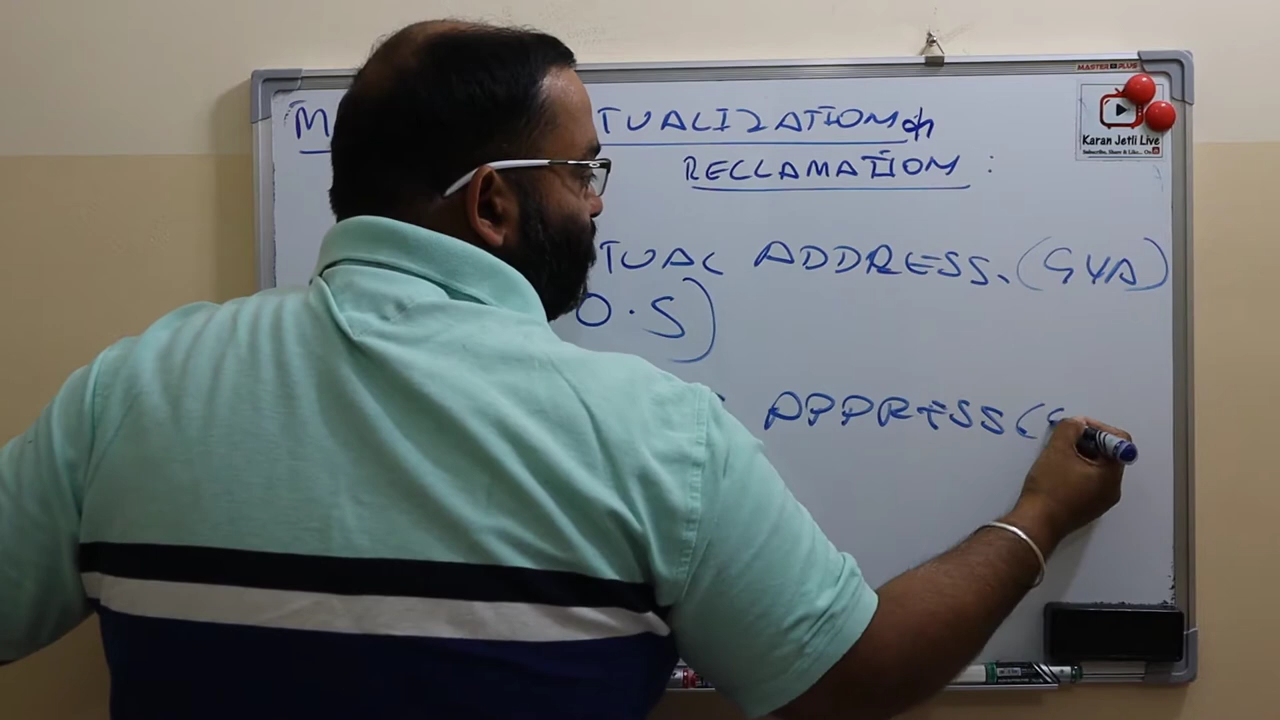 MASTER PLUS
TUALIZATION &
Karan Jetli Live
Subscribe, Share & Like... On
RECLAMATION :
TUAL ADDRESS. (GVA)
O.S)
ADDRESS (G